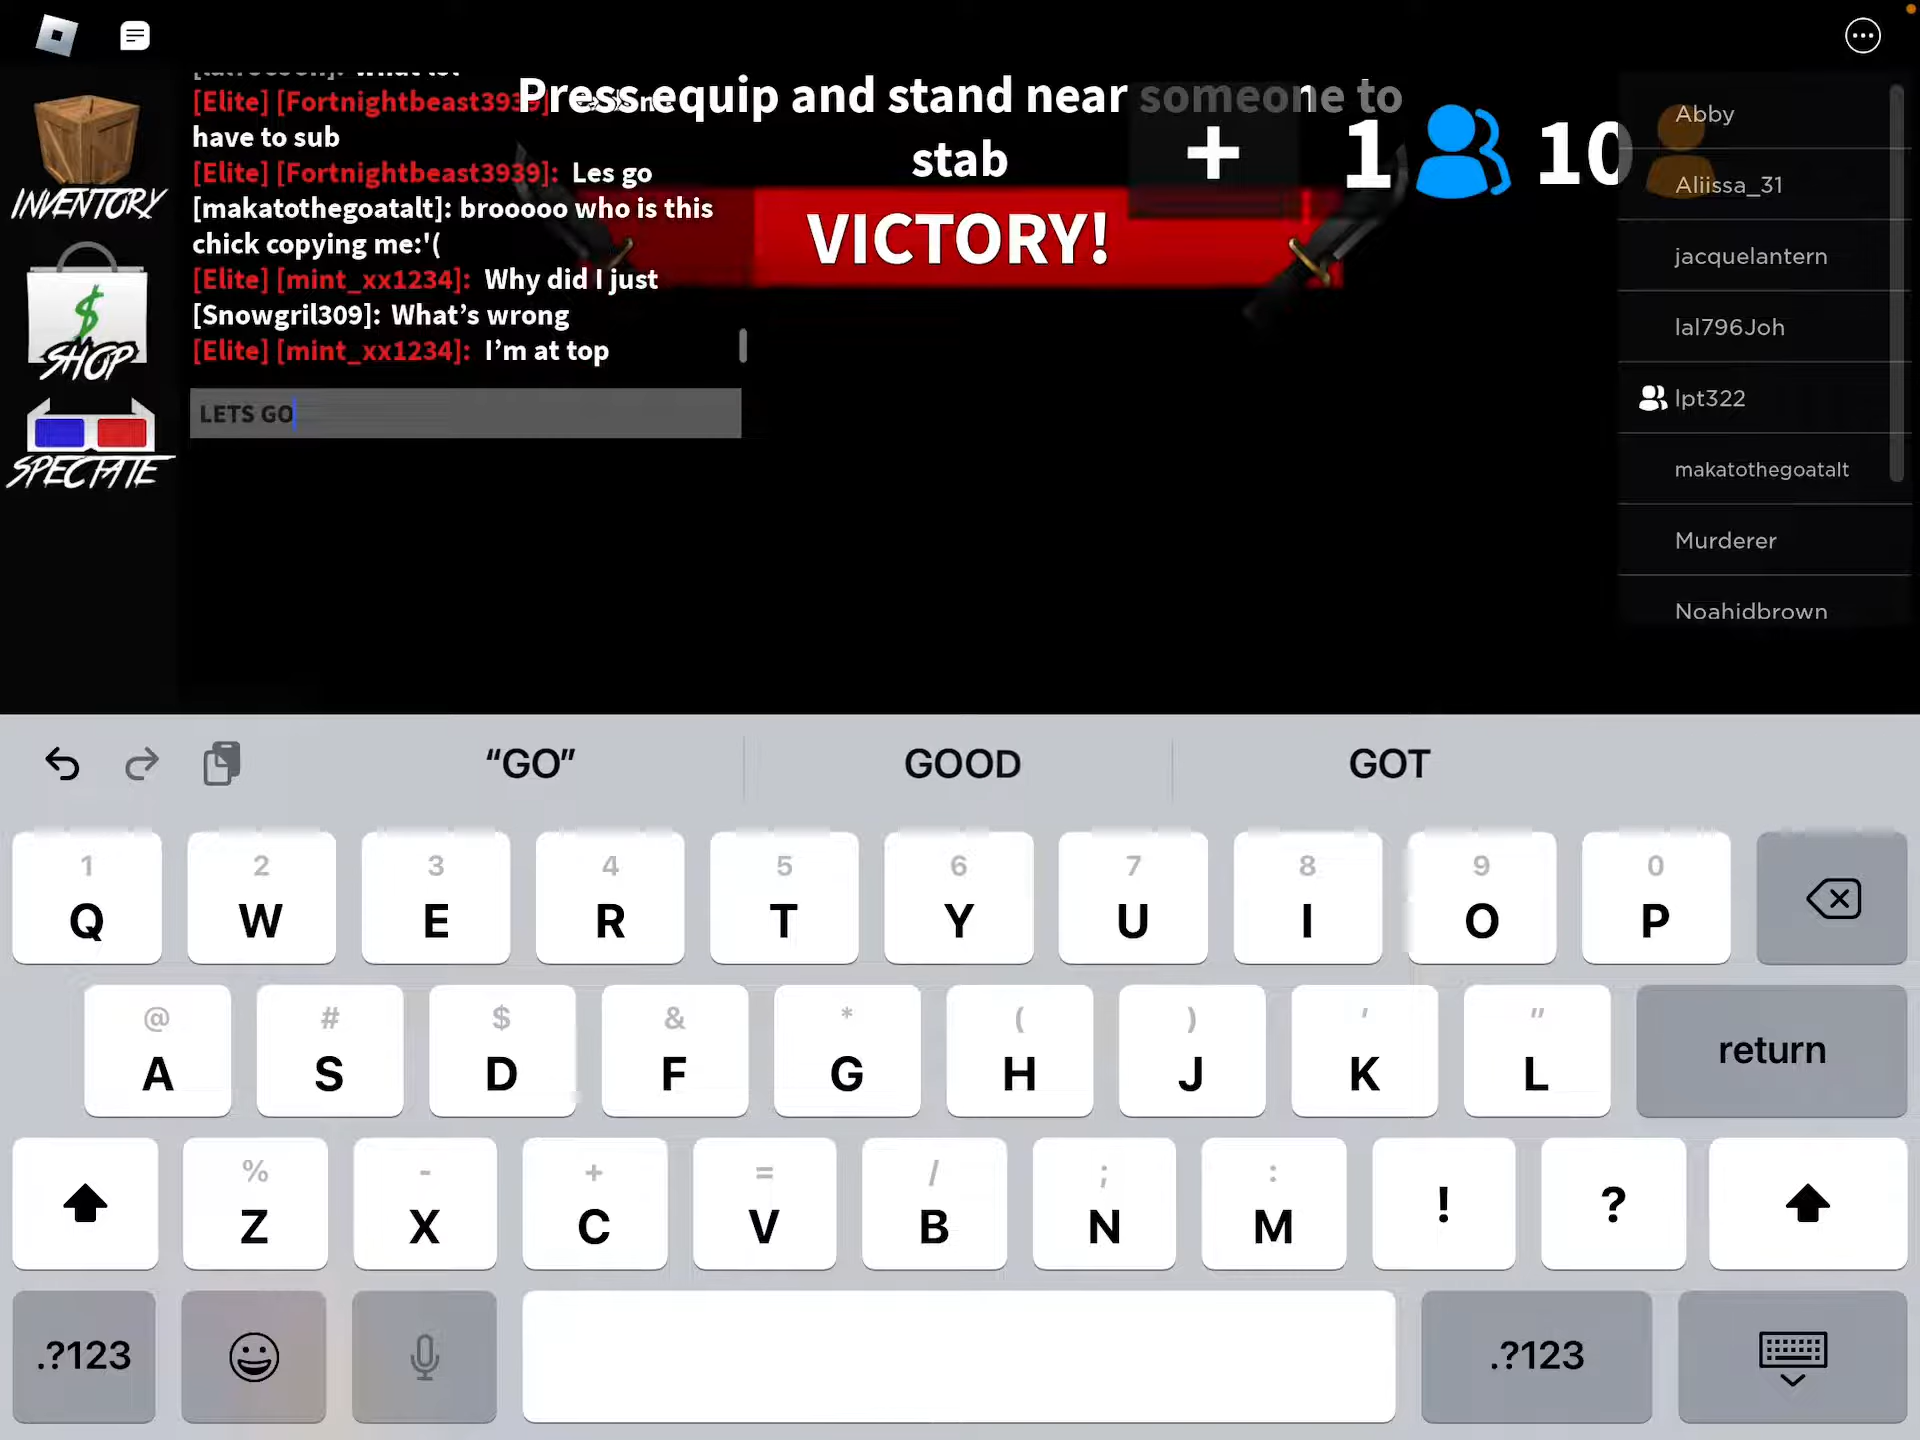 [Elite] [Fortnightbeast3939]:
have to sub
[Elite] [Fortnightbeast3939]: Les go
[makatothegoatalt]: brooooo who is this
chick copying me:'(
[Elite] [mint_xx1234]: Why did I just
[Snowgril309]: What’s wrong
[Elite] [mint_xx1234]: I’m at top
LETS GO
Press equip and stand near someone to
stab
VICTORY!
+
1
10
INVENTORY
$
SHOP
SPECTATE
Abby
Aliissa_31
jacquelantern
lal796Joh
lpt322
makatothegoatalt
Murderer
Noahidbrown
“GO” GOOD GOT
1 2 3 4 5 6 7 8 9 0
Q W E R T Y U I O P
@ # $ & * ( ) ' "
A S D F G H J K L return
% - + = / ; :
Z X C V B N M ! ?
.?123 .?123